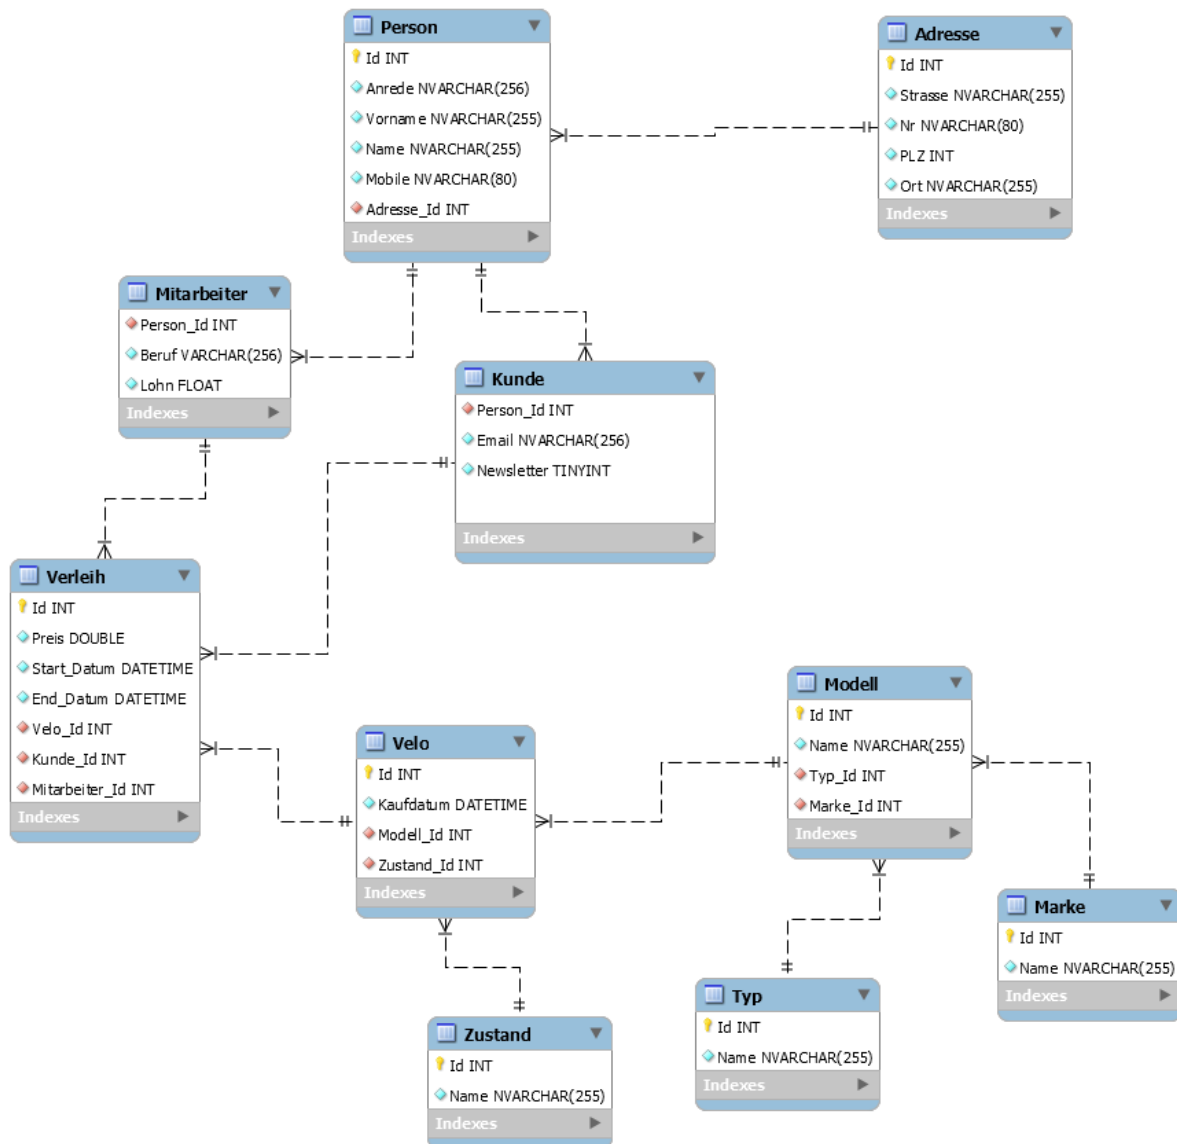 Person
Id INT
Anrede NVARCHAR(256)
Vorname NVARCHAR(255)
Name NVARCHAR(255)
Mobile NVARCHAR(80)
Adresse_Id INT
Indexes
Adresse
Id INT
Strasse NVARCHAR(255)
Nr NVARCHAR(80)
PLZ INT
Ort NVARCHAR(255)
Indexes
Mitarbeiter
Person_Id INT
Beruf VARCHAR(256)
Lohn FLOAT
Indexes
Kunde
Person_Id INT
Email NVARCHAR(256)
Newsletter TINYINT
Indexes
Verleih
Id INT
Preis DOUBLE
Start_Datum DATETIME
End_Datum DATETIME
Velo_Id INT
Kunde_Id INT
Mitarbeiter_Id INT
Indexes
Velo
Id INT
Kaufdatum DATETIME
Modell_Id INT
Zustand_Id INT
Indexes
Modell
Id INT
Name NVARCHAR(255)
Typ_Id INT
Marke_Id INT
Indexes
Marke
Id INT
Name NVARCHAR(255)
Indexes
Typ
Id INT
Name NVARCHAR(255)
Indexes
Zustand
Id INT
Name NVARCHAR(255)
Indexes